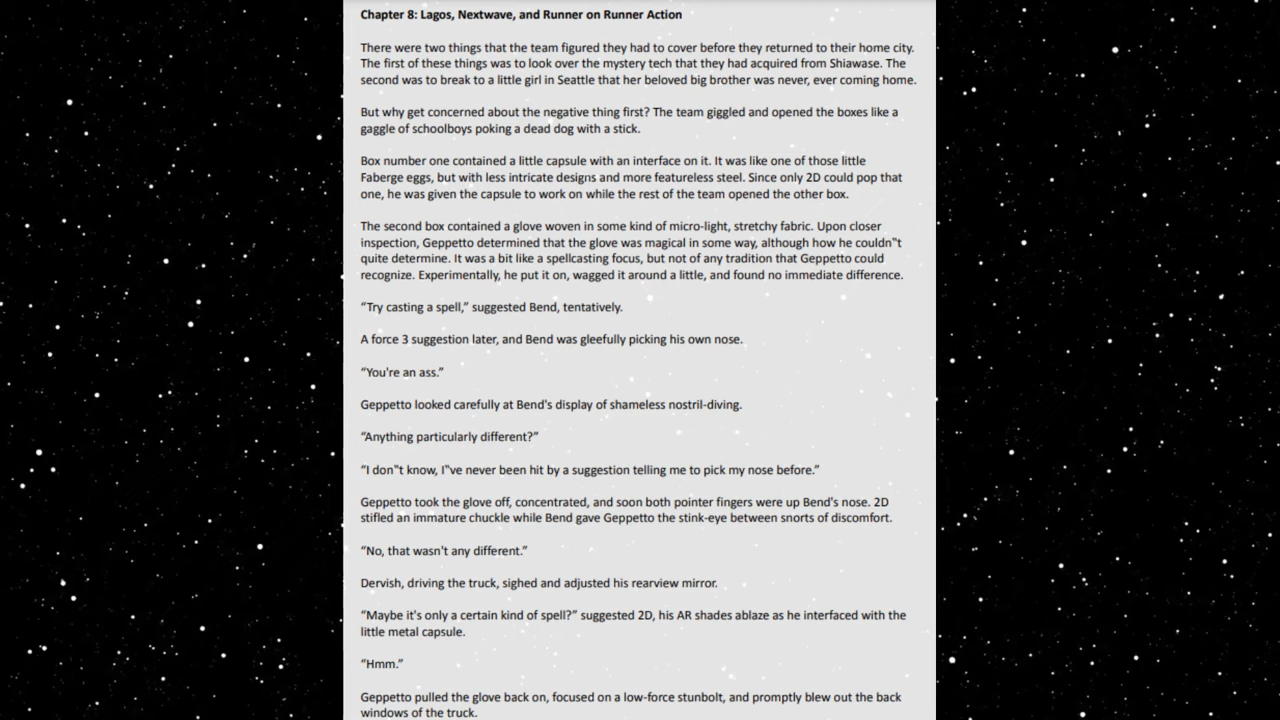 Chapter 8: Lagos, Nextwave, and Runner on Runner Action
There were two things that the team figured they had to cover before they returned to their home city.
The first of these things was to look over the mystery tech that they had acquired from Shiawase. The
second was to break to a little girl in Seattle that her beloved big brother was never, ever coming home.
But why get concerned about the negative thing first? The team giggled and opened the boxes like a
gaggle of schoolboys poking a dead dog with a stick.
Box number one contained a little capsule with an interface on it. It was like one of those little
Faberge eggs, but with less intricate designs and more featureless steel. Since only 2D could pop that
one, he was given the capsule to work on while the rest of the team opened the other box.
The second box contained a glove woven in some kind of micro-light, stretchy fabric. Upon closer
inspection, Geppetto determined that the glove was magical in some way, although how he couldn‟t
quite determine. It was a bit like a spellcasting focus, but not of any tradition that Geppetto could
recognize. Experimentally, he put it on, wagged it around a little, and found no immediate difference.
“Try casting a spell,” suggested Bend, tentatively.
A force 3 suggestion later, and Bend was gleefully picking his own nose.
“You're an ass.”
Geppetto looked carefully at Bend's display of shameless nostril-diving.
“Anything particularly different?”
“I don‟t know, I‟ve never been hit by a suggestion telling me to pick my nose before.”
Geppetto took the glove off, concentrated, and soon both pointer fingers were up Bend's nose. 2D
stifled an immature chuckle while Bend gave Geppetto the stink-eye between snorts of discomfort.
“No, that wasn't any different.”
Dervish, driving the truck, sighed and adjusted his rearview mirror.
“Maybe it's only a certain kind of spell?” suggested 2D, his AR shades ablaze as he interfaced with the
little metal capsule.
“Hmm.”
Geppetto pulled the glove back on, focused on a low-force stunbolt, and promptly blew out the back
windows of the truck.